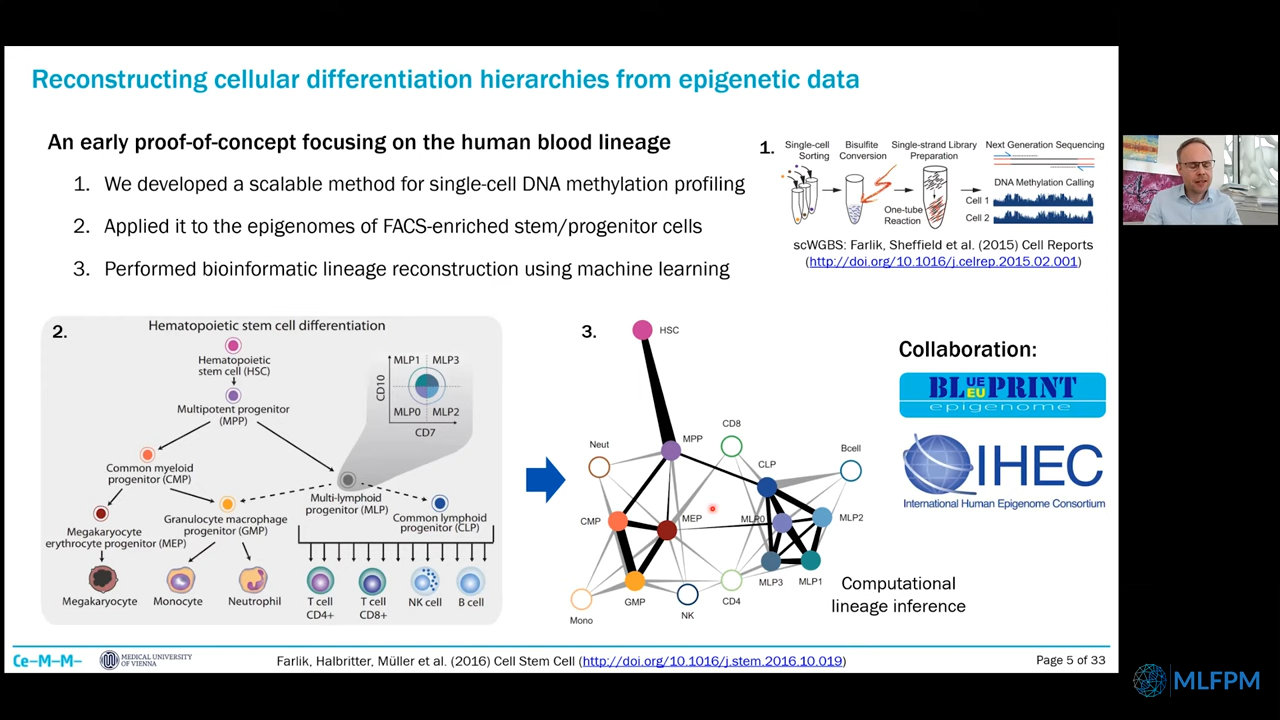 Reconstructing cellular differentiation hierarchies from epigenetic data
An early proof-of-concept focusing on the human blood lineage
1. We developed a scalable method for single-cell DNA methylation profiling
2. Applied it to the epigenomes of FACS-enriched stem/progenitor cells
3. Performed bioinformatic lineage reconstruction using machine learning
1.
Single-cell
Sorting
Bisulfite
Conversion
Single-strand Library
Preparation
One-tube
Reaction
Next Generation Sequencing
DNA Methylation Calling
Cell 1
Cell 2
scWGBS: Farlik, Sheffield et al. (2015) Cell Reports
(http://doi.org/10.1016/j.celrep.2015.02.001)
2.
Hematopoietic stem cell differentiation
Hematopoietic
stem cell (HSC)
Multipotent progenitor
(MPP)
Common myeloid
progenitor (CMP)
Multi-lymphoid
progenitor (MLP)
Megakaryocyte
erythrocyte progenitor (MEP)
Granulocyte macrophage
progenitor (GMP)
Common lymphoid
progenitor (CLP)
MLP1
MLP3
MLP0
MLP2
CD10
CD7
Megakaryocyte
Monocyte
Neutrophil
T cell
CD4+
T cell
CD8+
NK cell
B cell
3.
HSC
MPP
CD8
Neut
CLP
Bcell
CMP
MEP
MLP0
MLP2
MLP3
MLP1
GMP
NK
CD4
Mono
Computational
lineage inference
Collaboration:
BLUEPRINT
EU
epigenome
IHEC
International Human Epigenome Consortium
Ce-M-M-
MEDICAL UNIVERSITY
OF VIENNA
Farlik, Halbritter, Müller et al. (2016) Cell Stem Cell (http://doi.org/10.1016/j.stem.2016.10.019)
Page 5 of 33
MLFPM